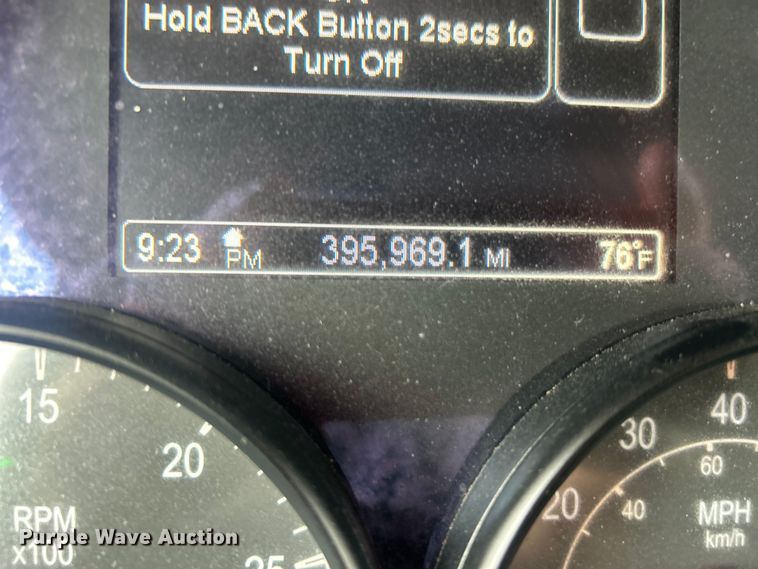 Hold BACK Button 2secs to
Turn Off
9:23 PM 395,969.1 MI 76°F
15
20
25
RPM
x100
20
30
40
40
60
MPH
km/h
Purple Wave Auction